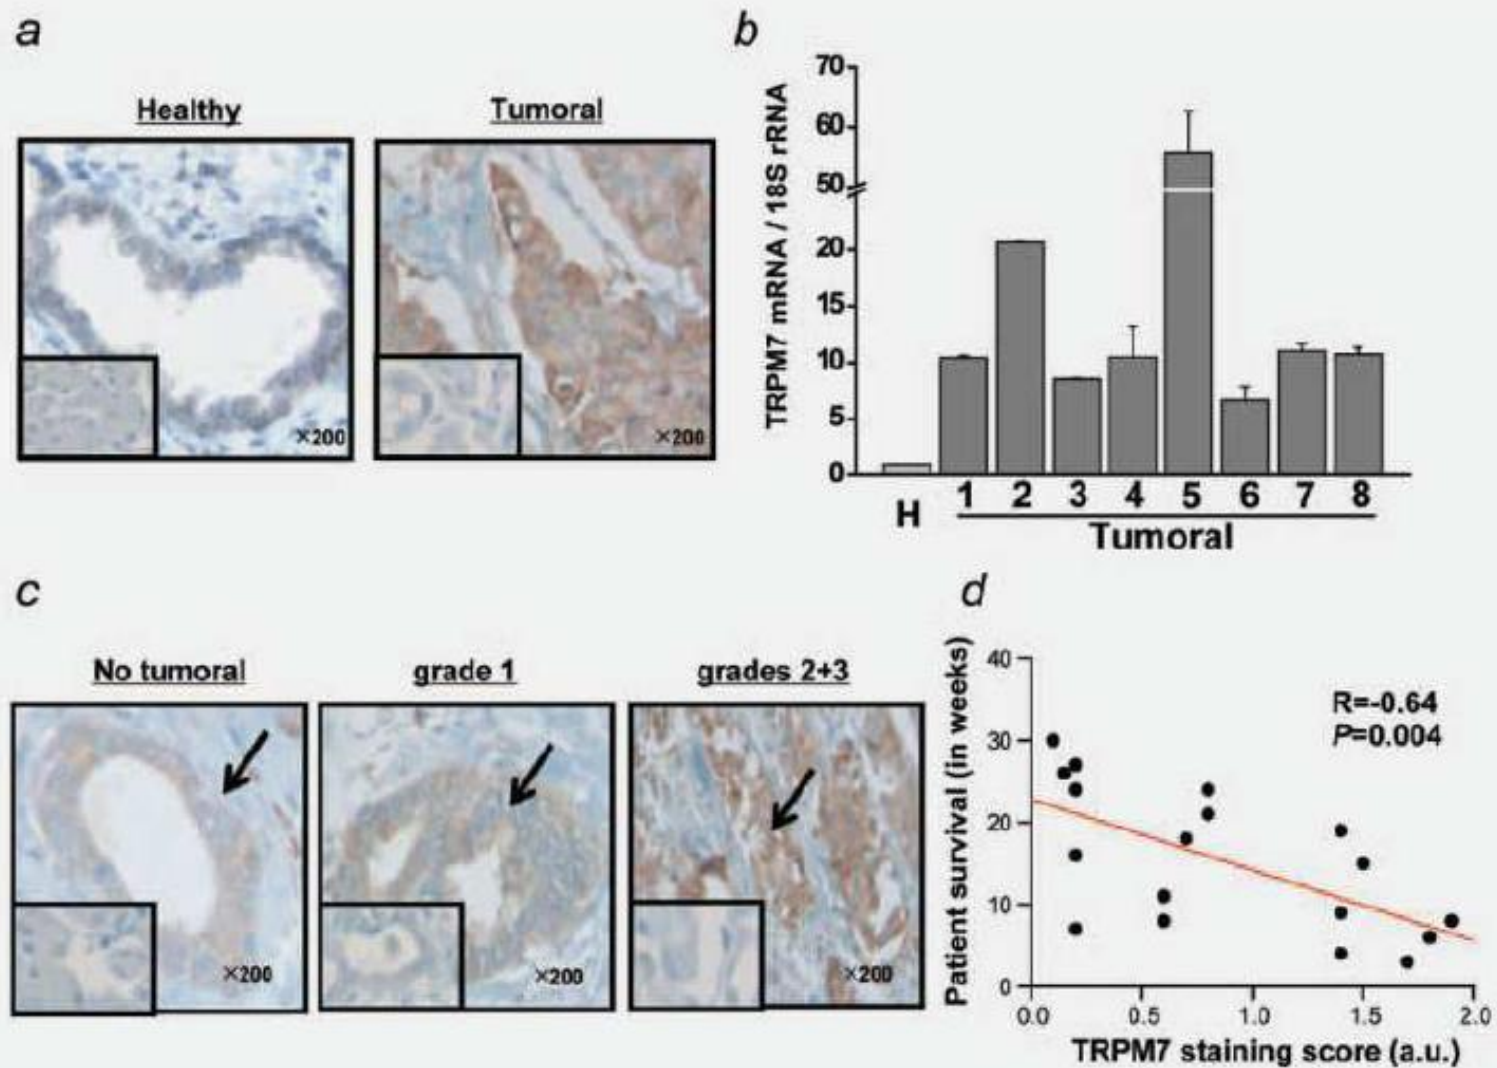 a
Healthy
Tumoral
×200
×200
b
TRPM7 mRNA / 18S rRNA
70
60
50
20
15
10
5
0
H
1 2 3 4 5 6 7 8
Tumoral
c
No tumoral
grade 1
grades 2+3
×200
×200
×200
d
Patient survival (in weeks)
40
30
20
10
0
R=-0.64
P=0.004
0.0 0.5 1.0 1.5 2.0
TRPM7 staining score (a.u.)